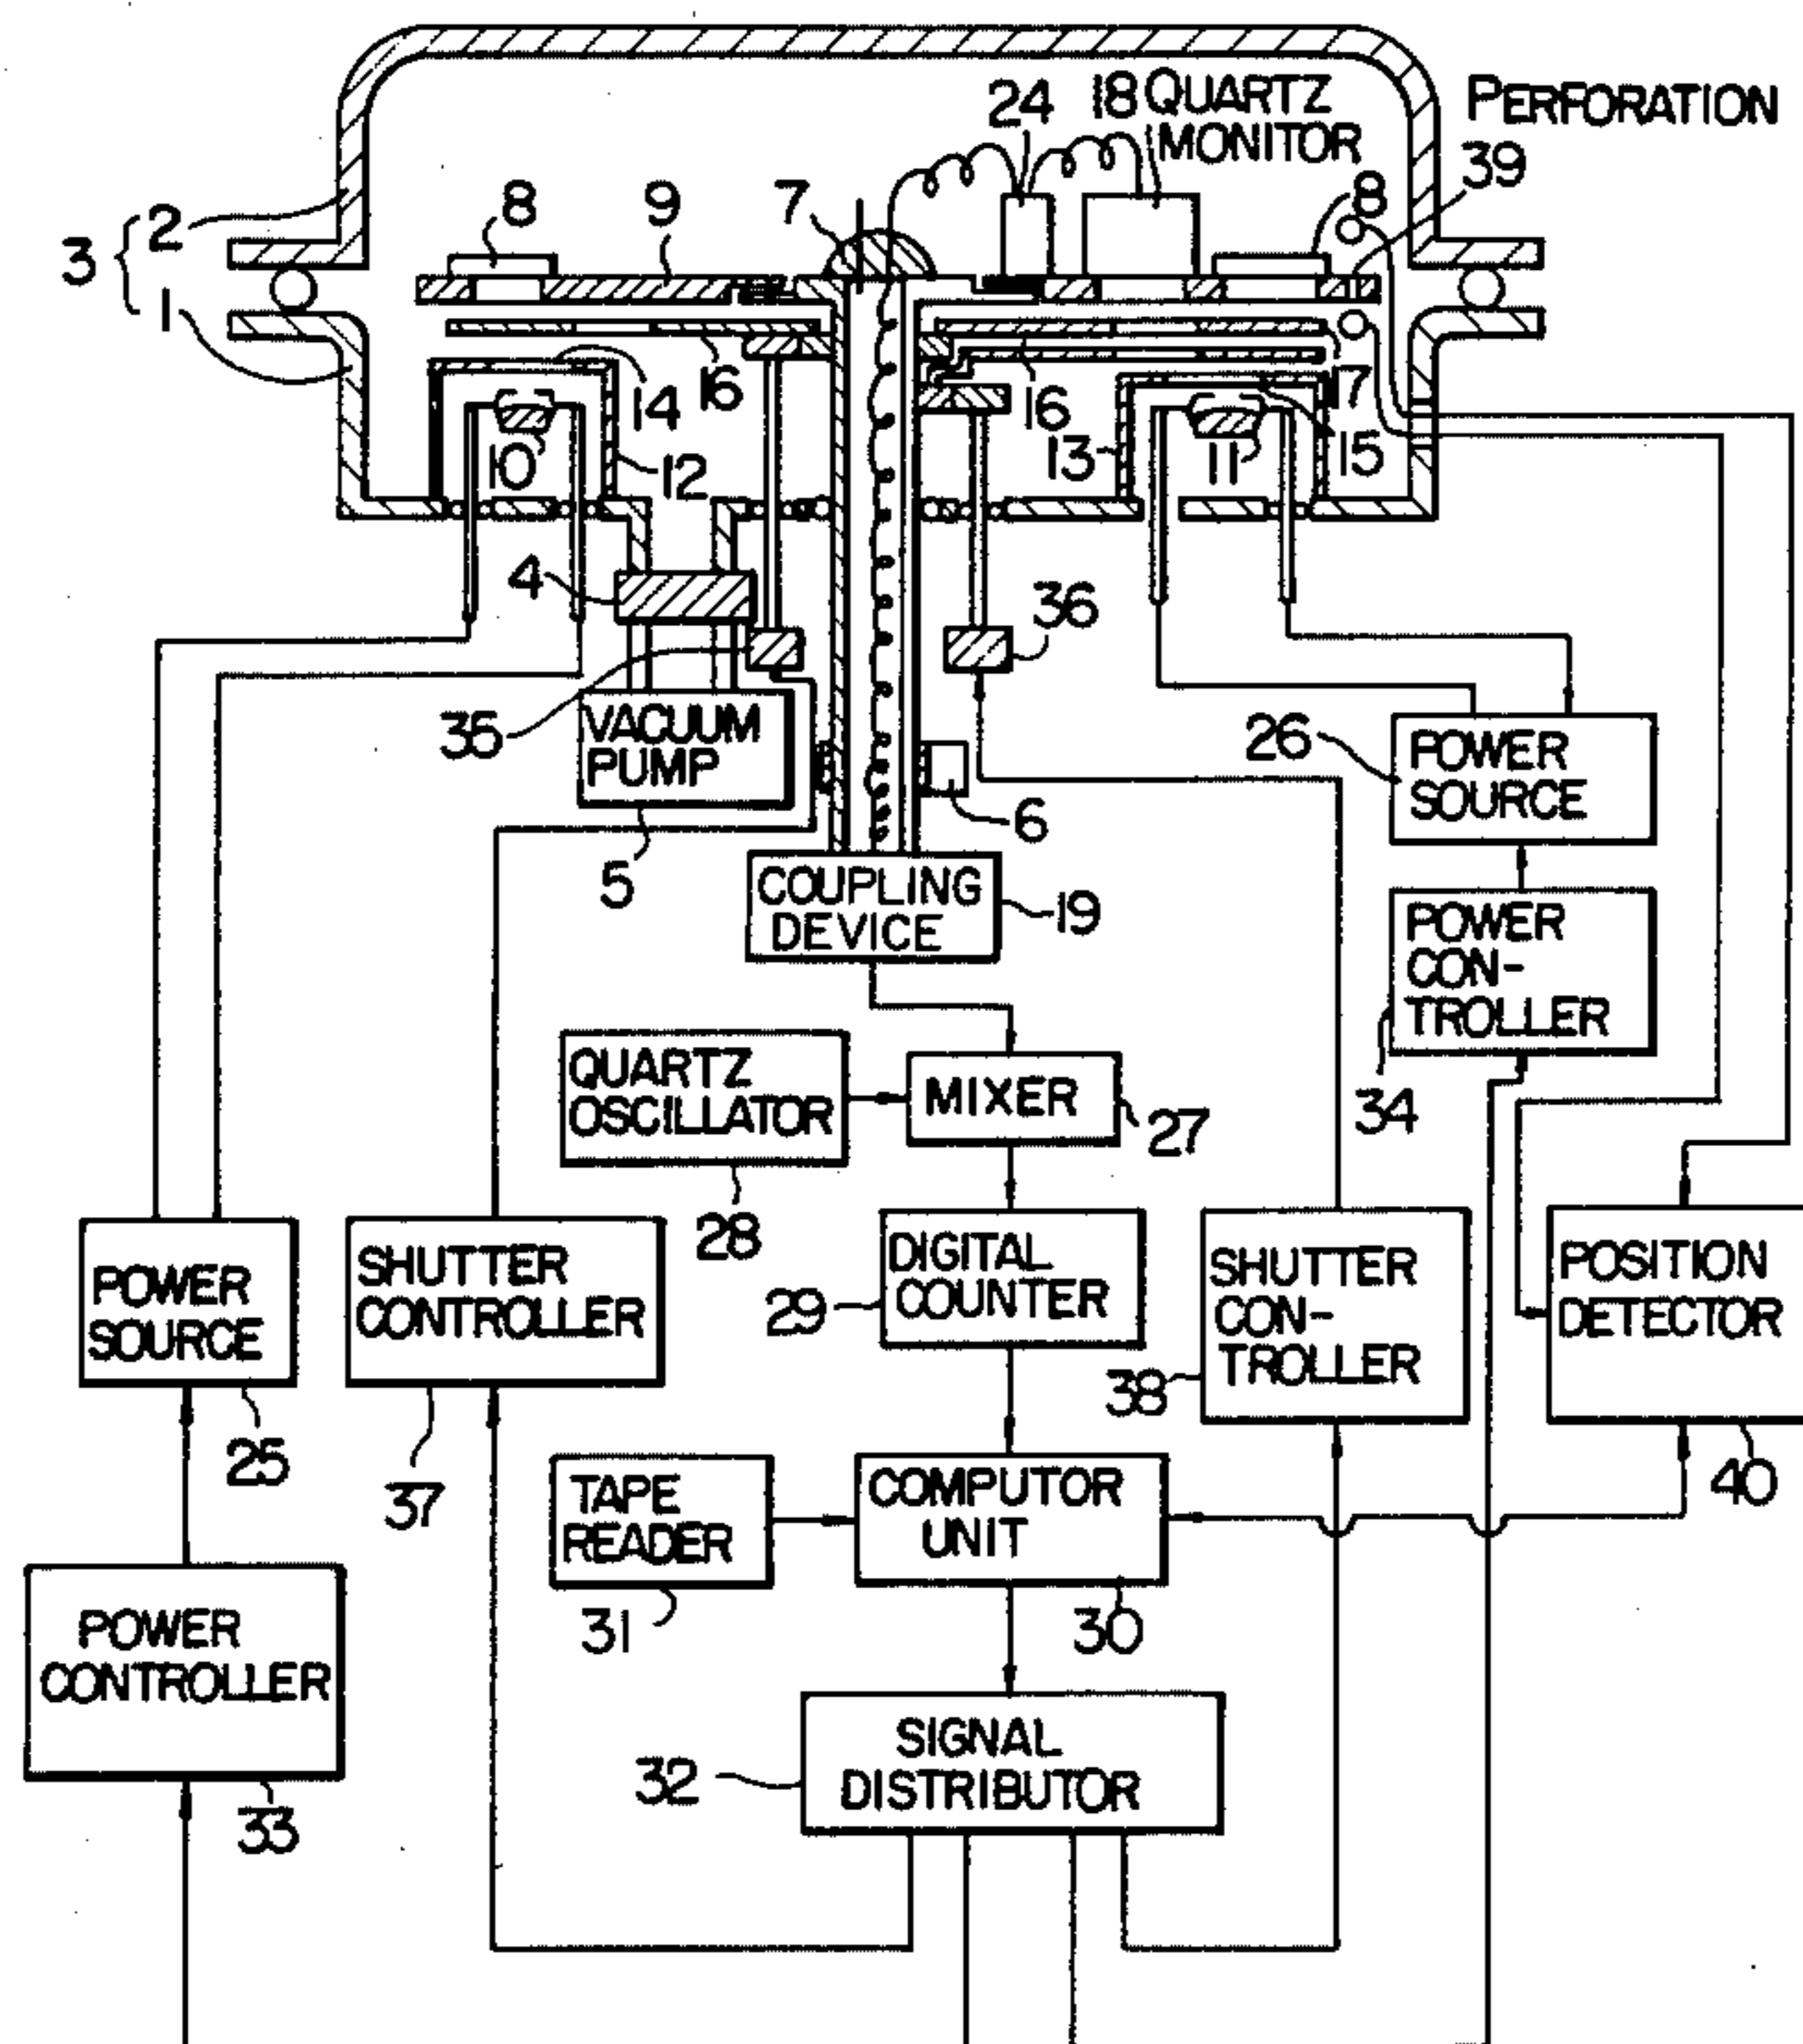 24
18 QUARTZ
MONITOR
PERFORATION
39
3 { 2
1
8
9
7
8
14
16
10
12
16
13
11
15
17
4
36
35
VACUUM
PUMP
5
6
26
POWER
SOURCE
COUPLING
DEVICE
19
POWER
CON-
TROLLER
34
QUARTZ
OSCILLATOR
28
MIXER
27
POWER
SOURCE
25
SHUTTER
CONTROLLER
37
DIGITAL
COUNTER
29
SHUTTER
CON-
TROLLER
38
POSITION
DETECTOR
40
TAPE
READER
31
COMPUTOR
UNIT
30
POWER
CONTROLLER
33
SIGNAL
DISTRIBUTOR
32